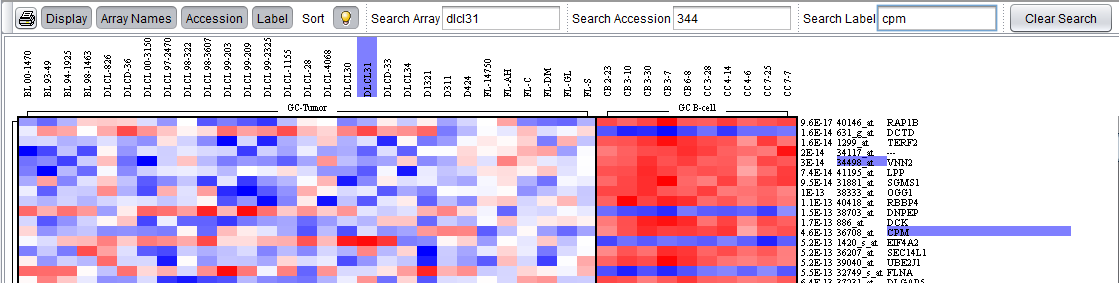 Display Array Names Accession Label Sort Search Array dlcl31 Search Accession 344 Search Label cpm Clear Search
BL 00-1470
BL 93-49
BL 94-1925
BL 98-1463
DLCL-826
DLCD-36
DLCL 00-3150
DLCL 97-2470
DLCL 98-322
DLCL 98-3607
DLCL 99-203
DLCL 99-209
DLCL 99-2325
DLCL-1155
DLCL-28
DLCL-4068
DLCL30
DLCL31
DLCD-33
DLCL34
D1321
D311
D424
FL-14750
FL-AH
FL-C
FL-DM
FL-GL
FL-S
CB 2-23
CB 3-10
CB 3-30
CB 3-7
CB 6-8
CC 3-28
CC 4-14
CC 4-6
CC 7-25
CC 7-7
GC-Tumor GC B-cell
9.6E-17 40146_at RAP1B
1.6E-14 631_g_at DCTD
1.6E-14 1299_at TERF2
2E-14 34117_at ---
3E-14 34498_at VNN2
7.4E-14 41195_at LPP
9.5E-14 31881_at SGMS1
1E-13 38333_at OGG1
1.1E-13 40418_at RBBP4
1.5E-13 38703_at DNPEP
1.7E-13 886_at DCK
4.6E-13 36708_at CPM
5.2E-13 1420_s_at EIF4A2
5.2E-13 36207_at SEC14L1
5.2E-13 39040_at UBE2J1
5.5E-13 32749_s_at FLNA